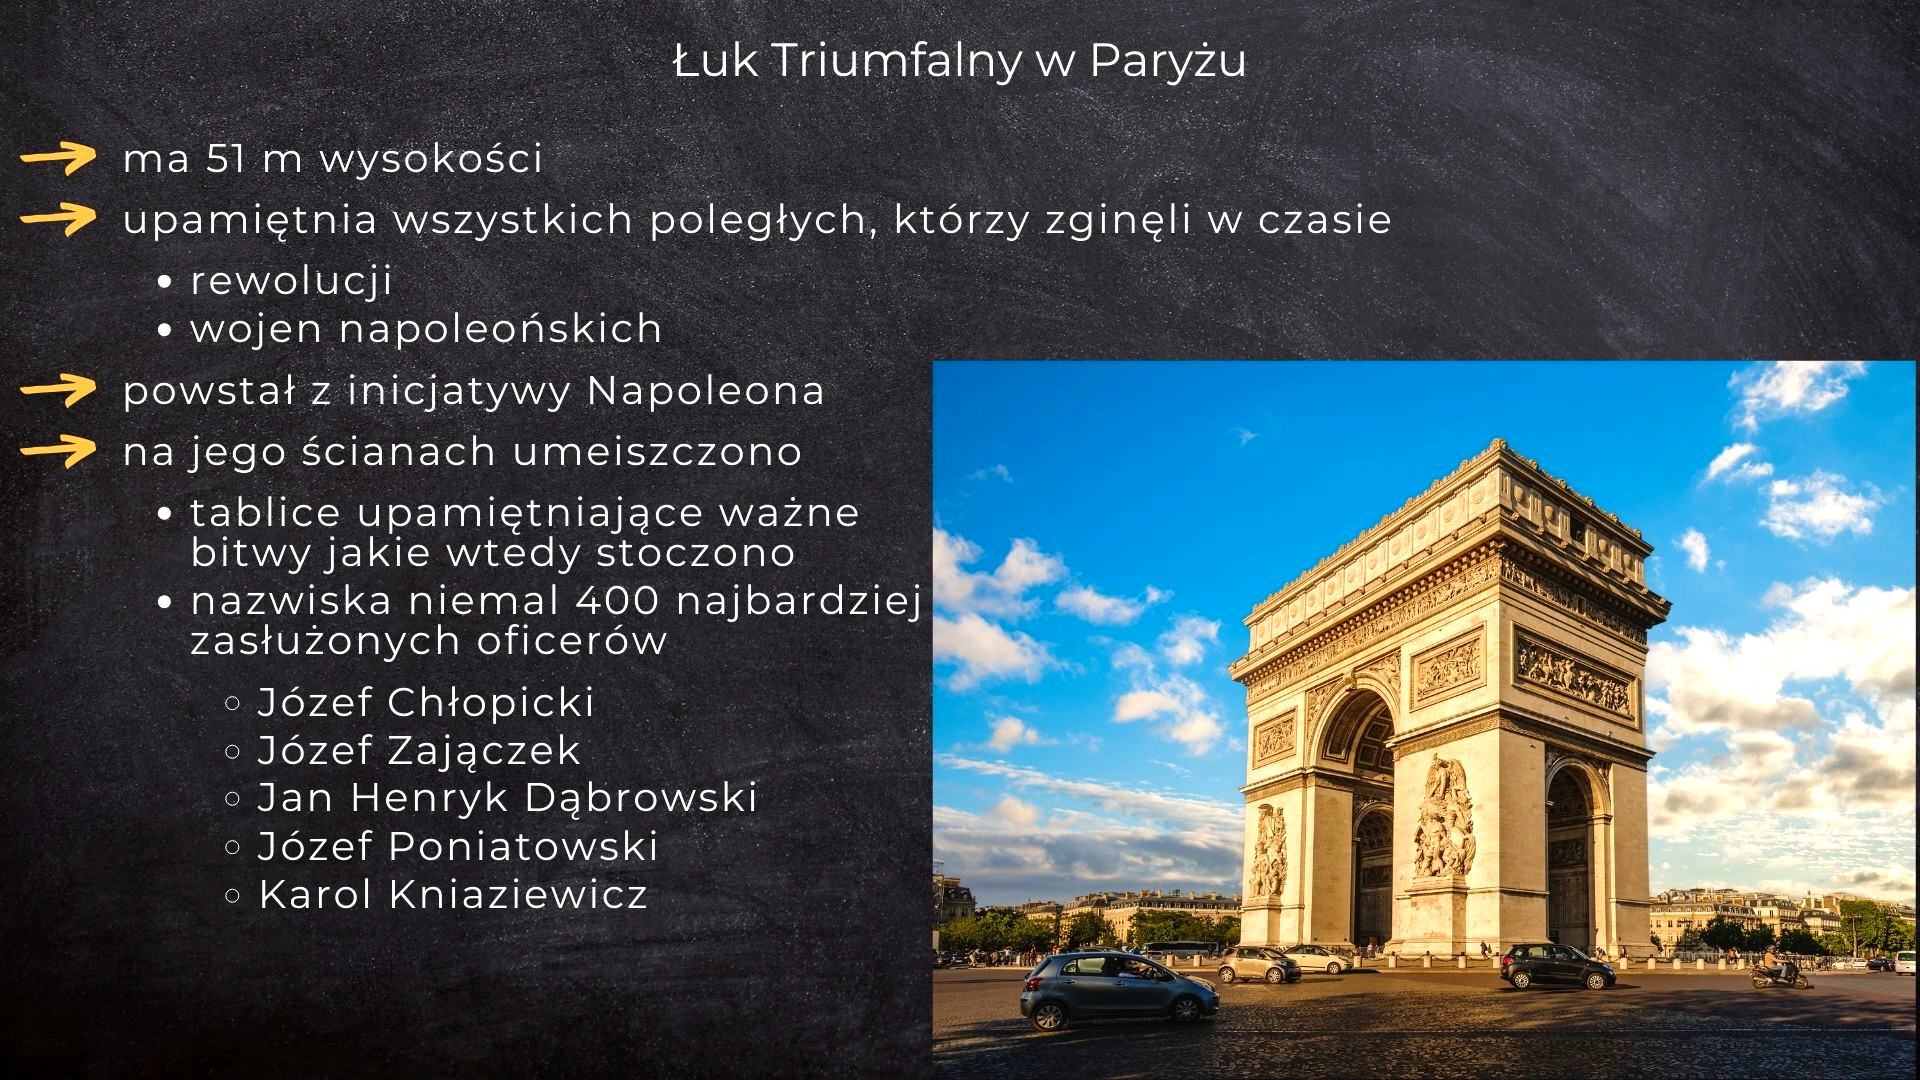 Łuk Triumfalny w Paryżu
ma 51 m wysokości
upamiętnia wszystkich poległych, którzy zginęli w czasie
rewolucji
wojen napoleońskich
powstał z inicjatywy Napoleona
na jego ścianach umeiszczono
tablice upamiętniające ważne
bitwy jakie wtedy stoczono
nazwiska niemal 400 najbardziej
zasłużonych oficerów
Józef Chłopicki
Józef Zajączek
Jan Henryk Dąbrowski
Józef Poniatowski
Karol Kniaziewicz